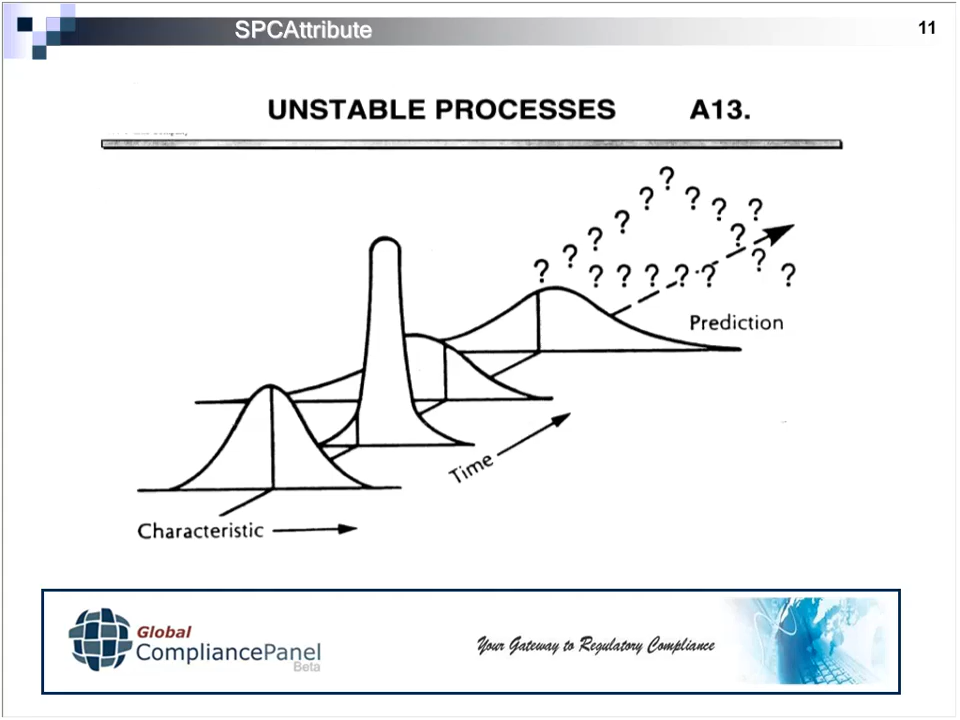 SPCAttribute
11
UNSTABLE PROCESSES A13.
?
? ?
? ? ?
? ?
? ?
? ? ? ? ? ? ? ?
Prediction
Time
Characteristic
Global
CompliancePanel
Beta
Your Gateway to Regulatory Compliance